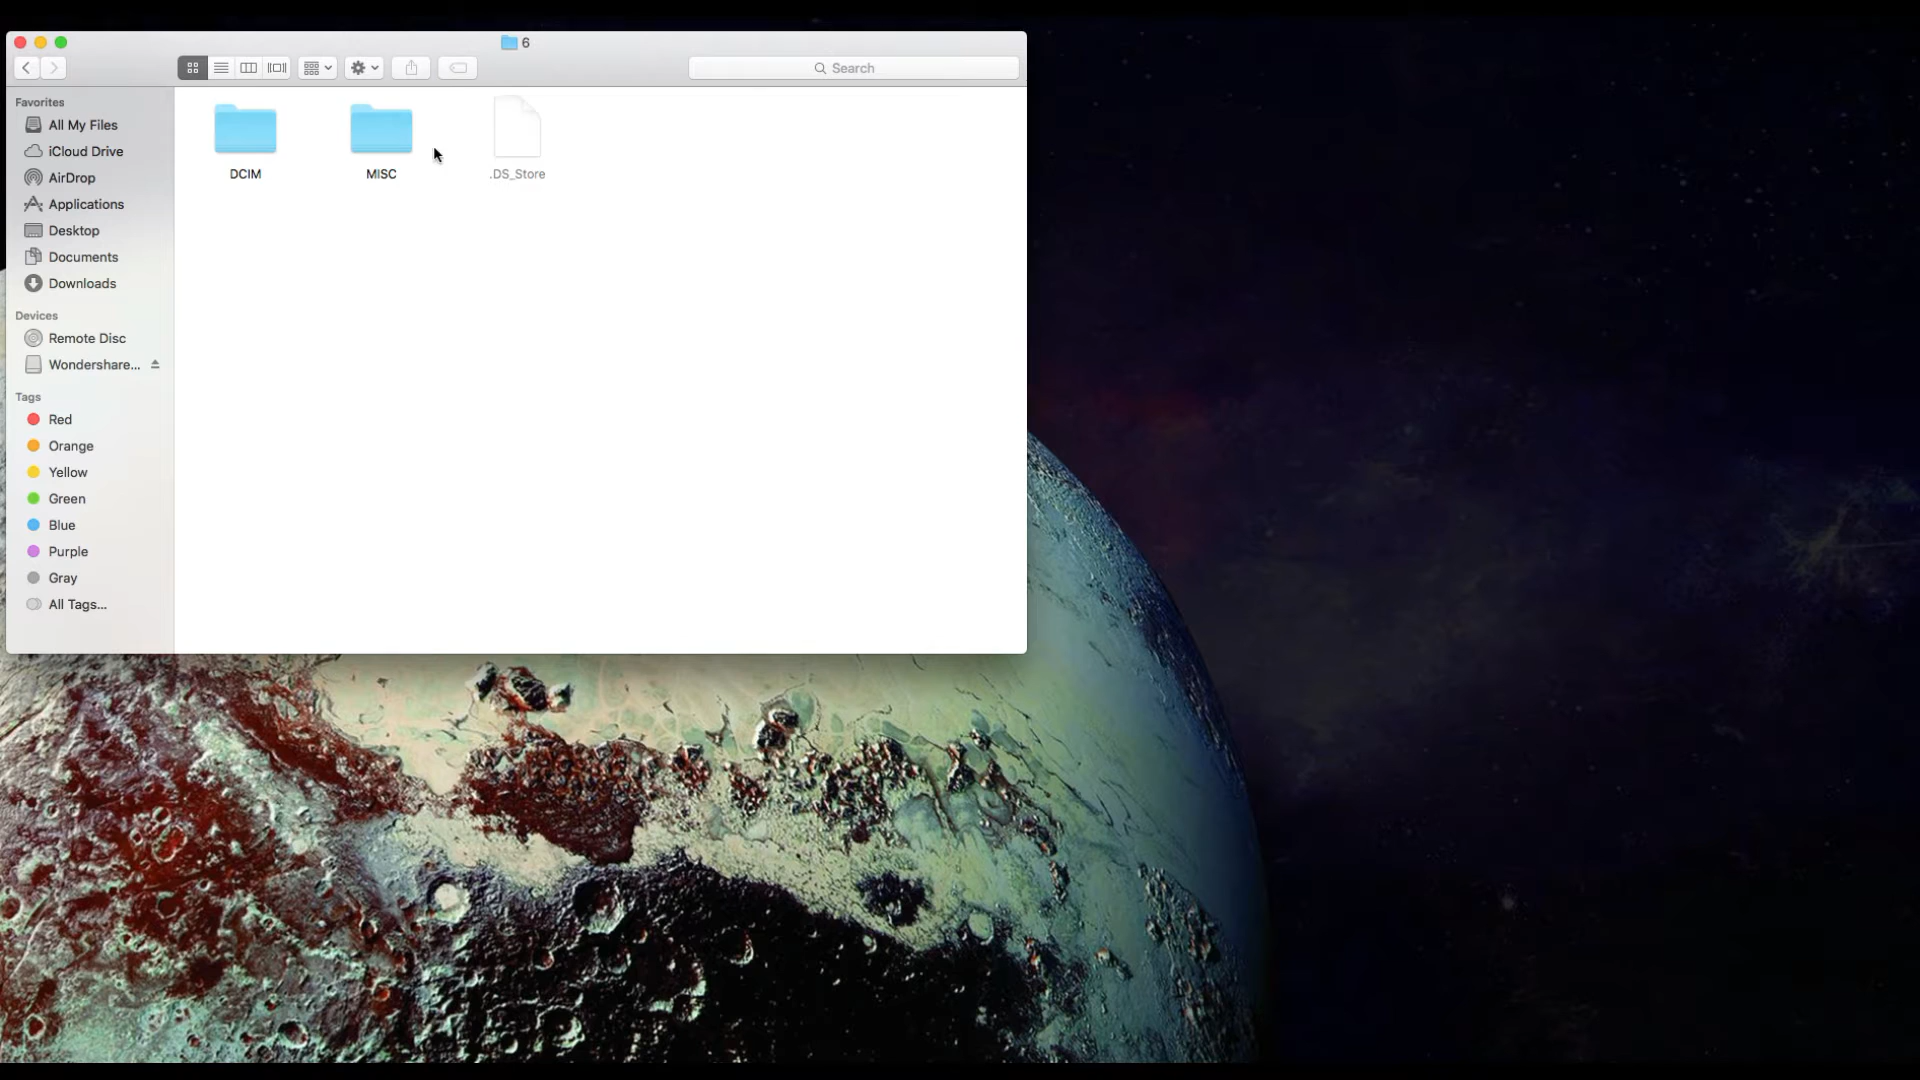 6
Search
Favorites
All My Files
iCloud Drive
AirDrop
Applications
Desktop
Documents
Downloads
Devices
Remote Disc
Wondershare...
Tags
Red
Orange
Yellow
Green
Blue
Purple
Gray
All Tags...
DCIM
MISC
.DS_Store